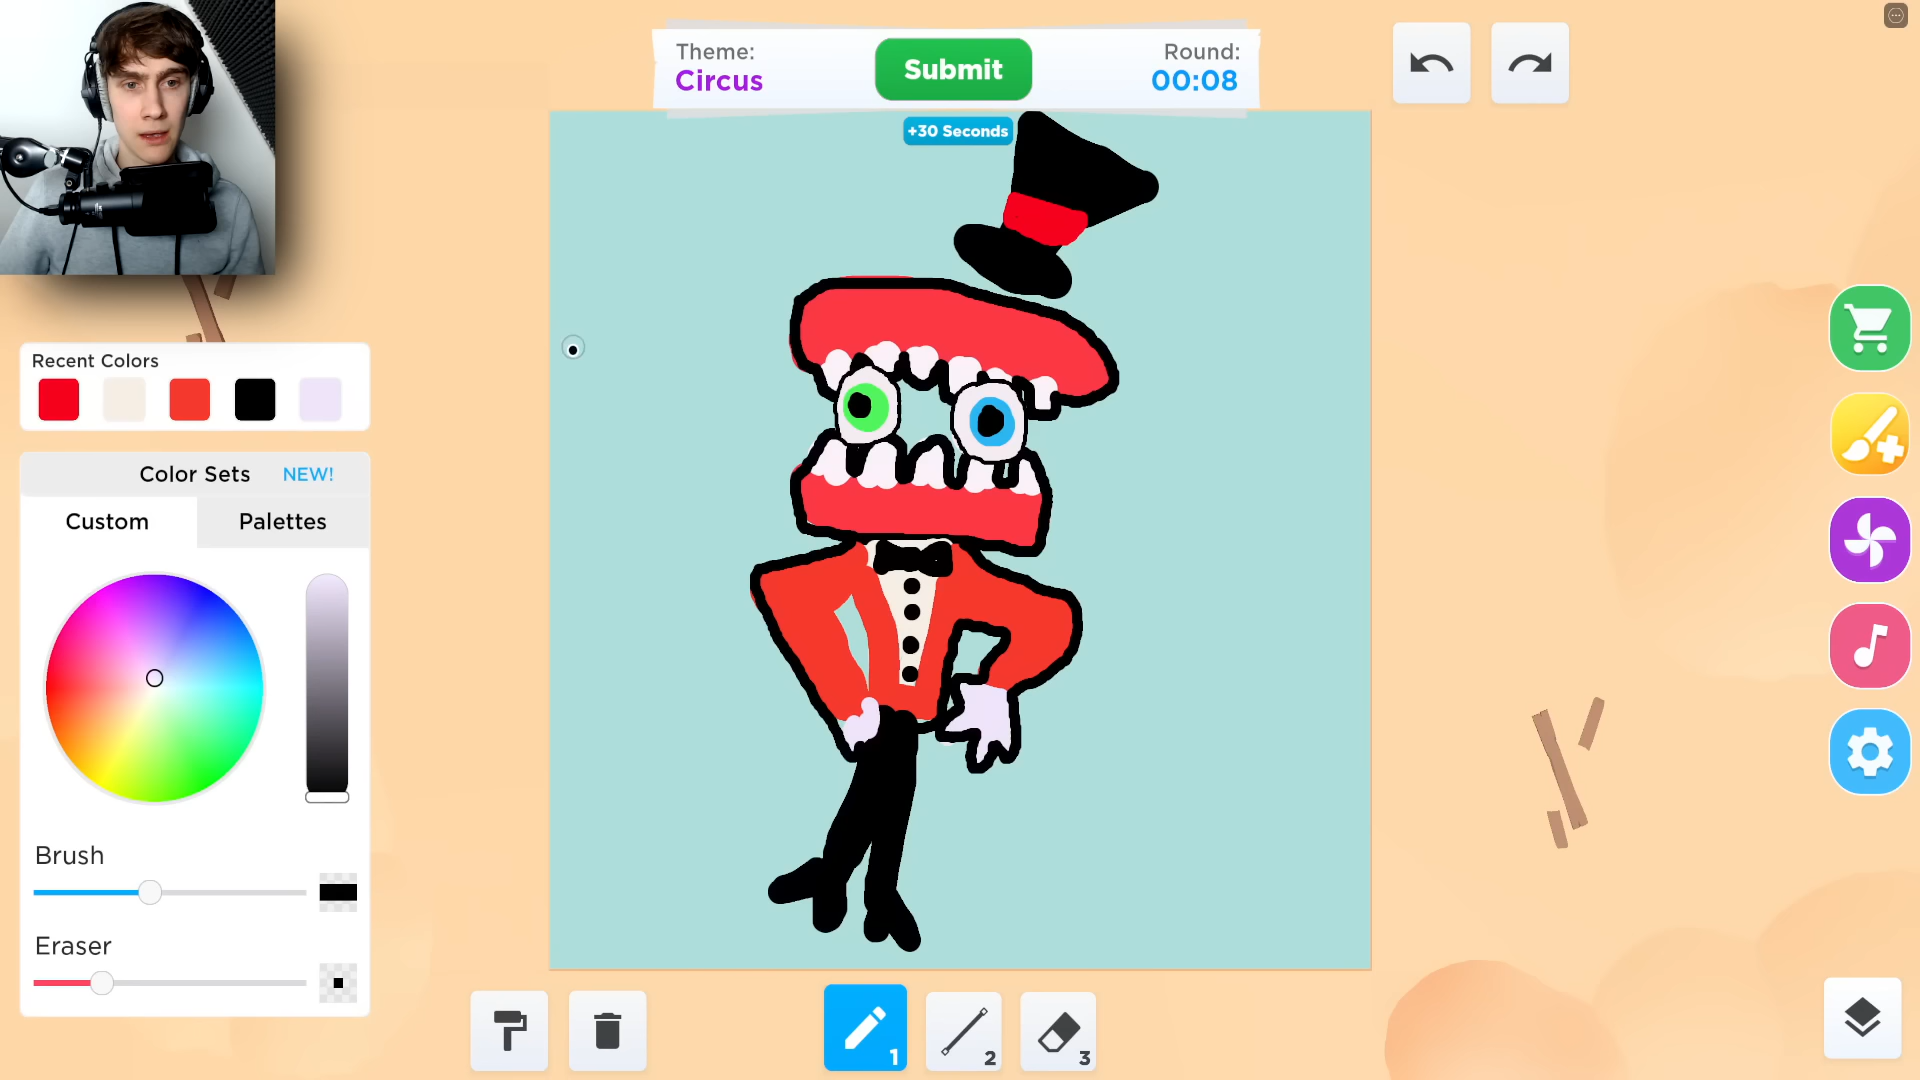 Theme:
Circus
Submit
Round:
00:08
+30 Seconds
Recent Colors
Color Sets
NEW!
Custom
Palettes
Brush
Eraser
1
2
3